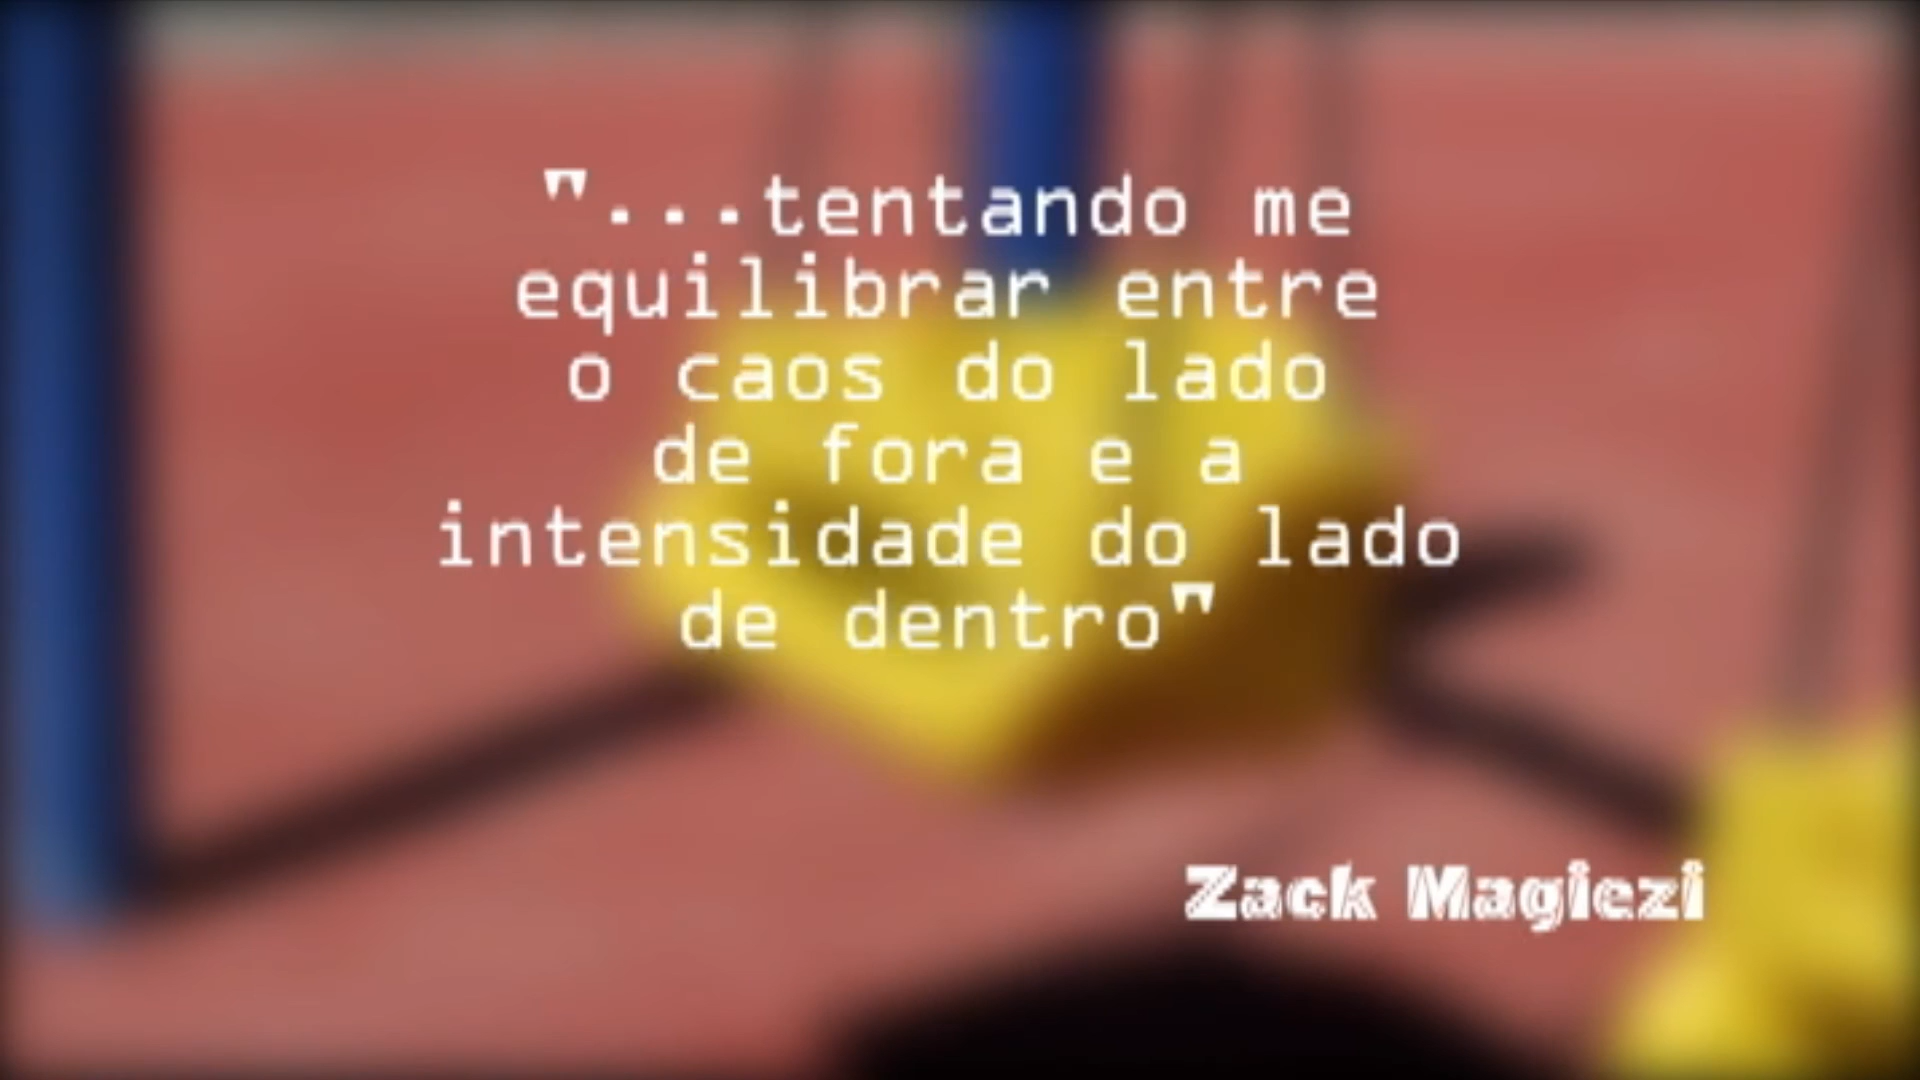 "...tentando me
equilibrar entre
o caos do lado
de fora e a
intensidade do lado
de dentro"
Zack Magiezi